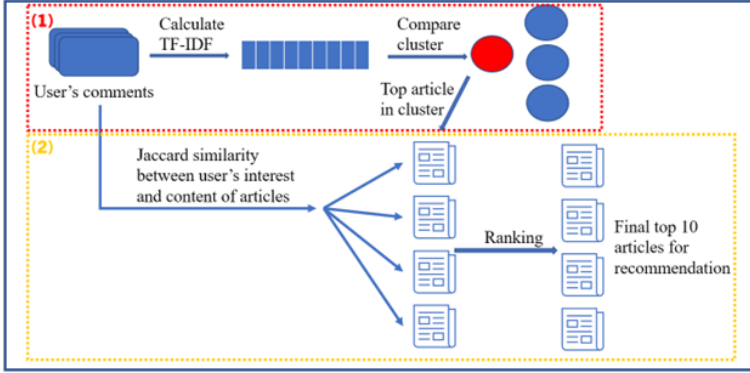 (1)
Calculate
TF-IDF
Compare
cluster
User's comments
Top article
in cluster
(2)
Jaccard similarity
between user's interest
and content of articles
Ranking
Final top 10
articles for
recommendation